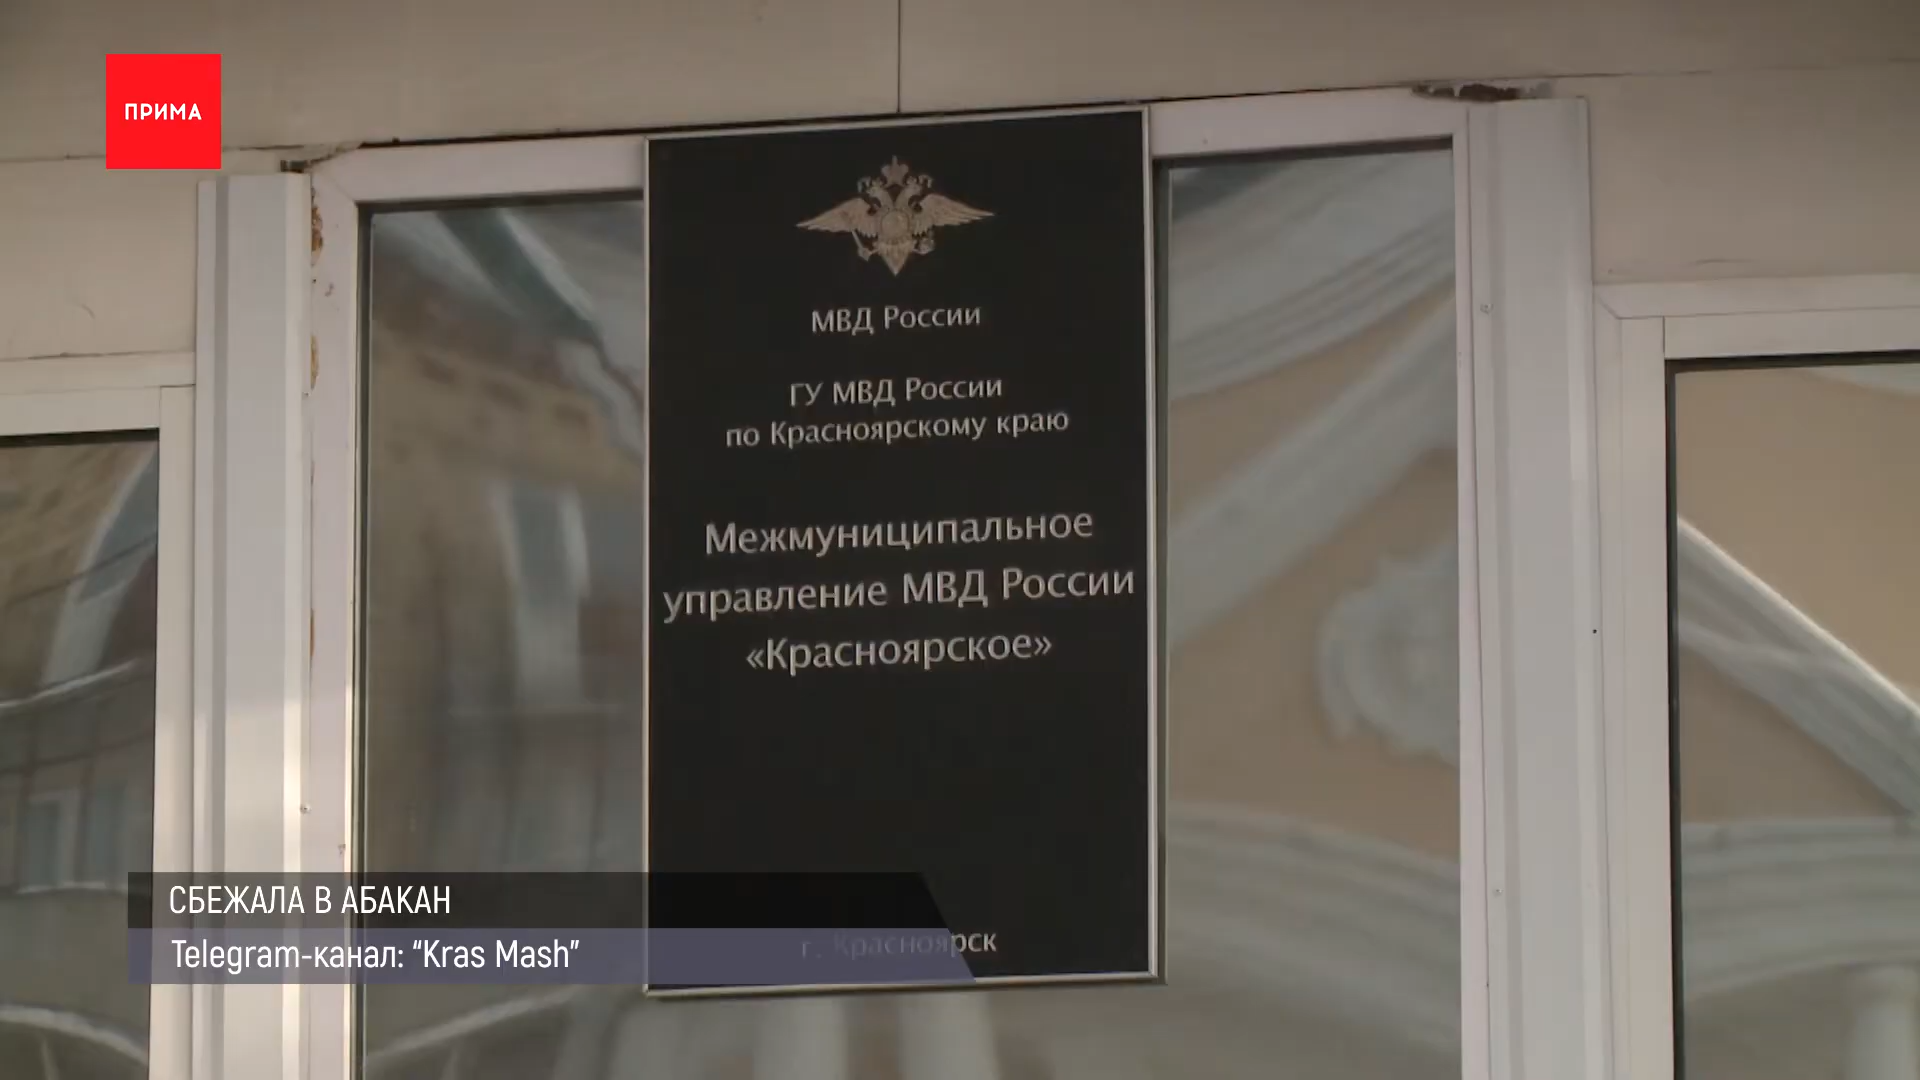 ПРИМА
МВД России
ГУ МВД России
по Красноярскому краю
Межмуниципальное
управление МВД России
«Красноярское»
г. Красноярск
СБЕЖАЛА В АБАКАН
Telegram-канал: “Kras Mash”